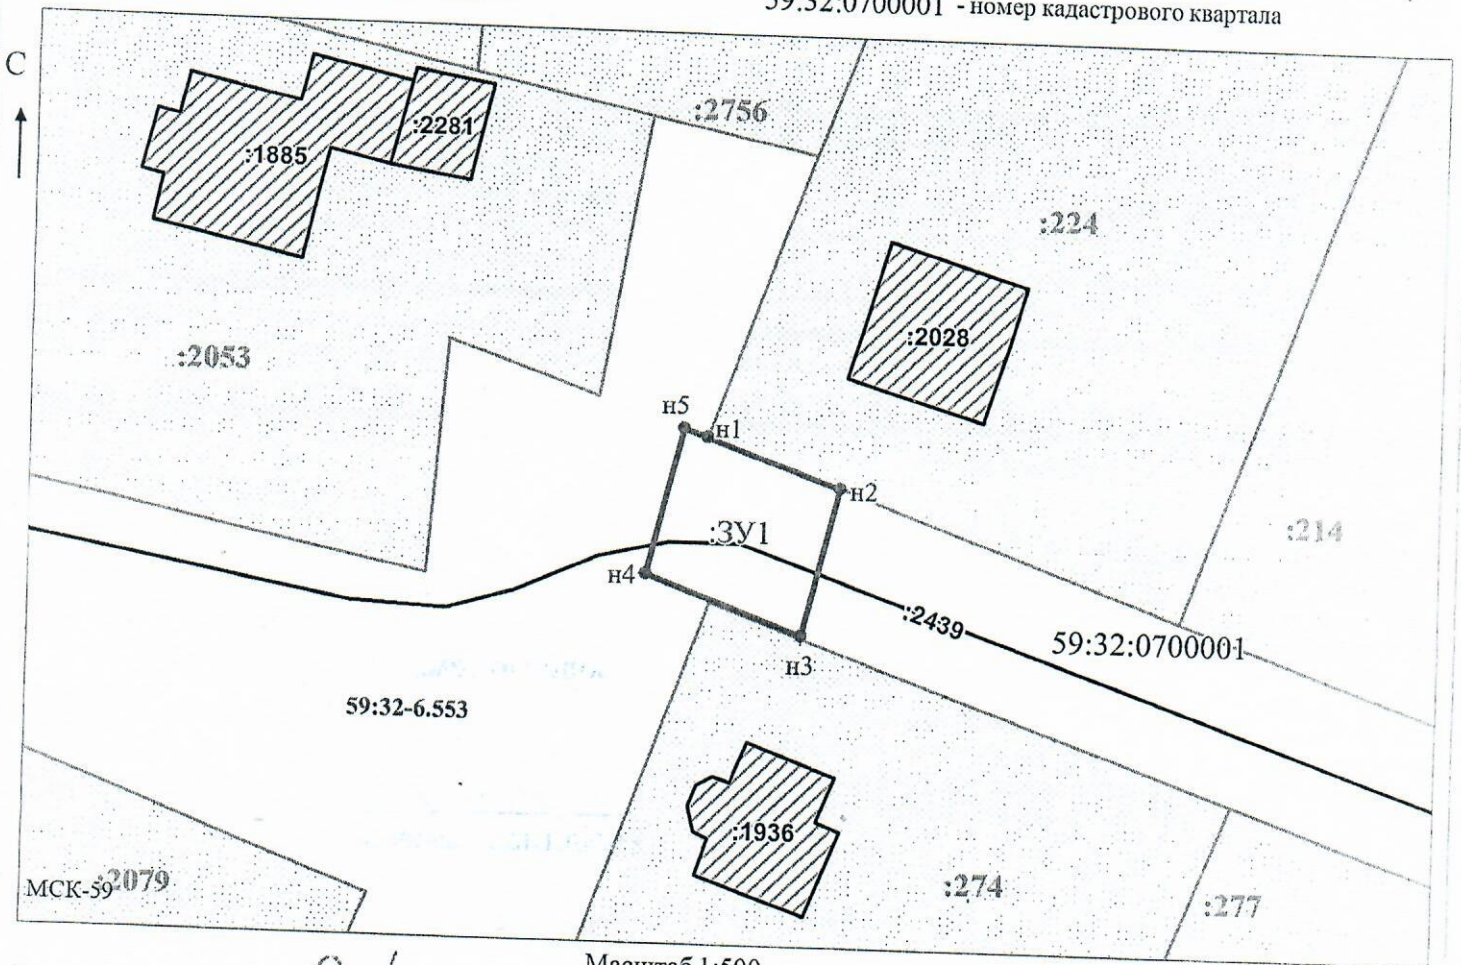 59:32:0700001 - номер кадастрового квартала
С
:2756
:2281
:1885
:224
:2028
:2053
н5
н1
н2
:214
:ЗУ1
н4
:2439
59:32:0700001
н3
59:32-6.553
:1936
:2079
МСК-59
:274
:277
Масштаб 1:500